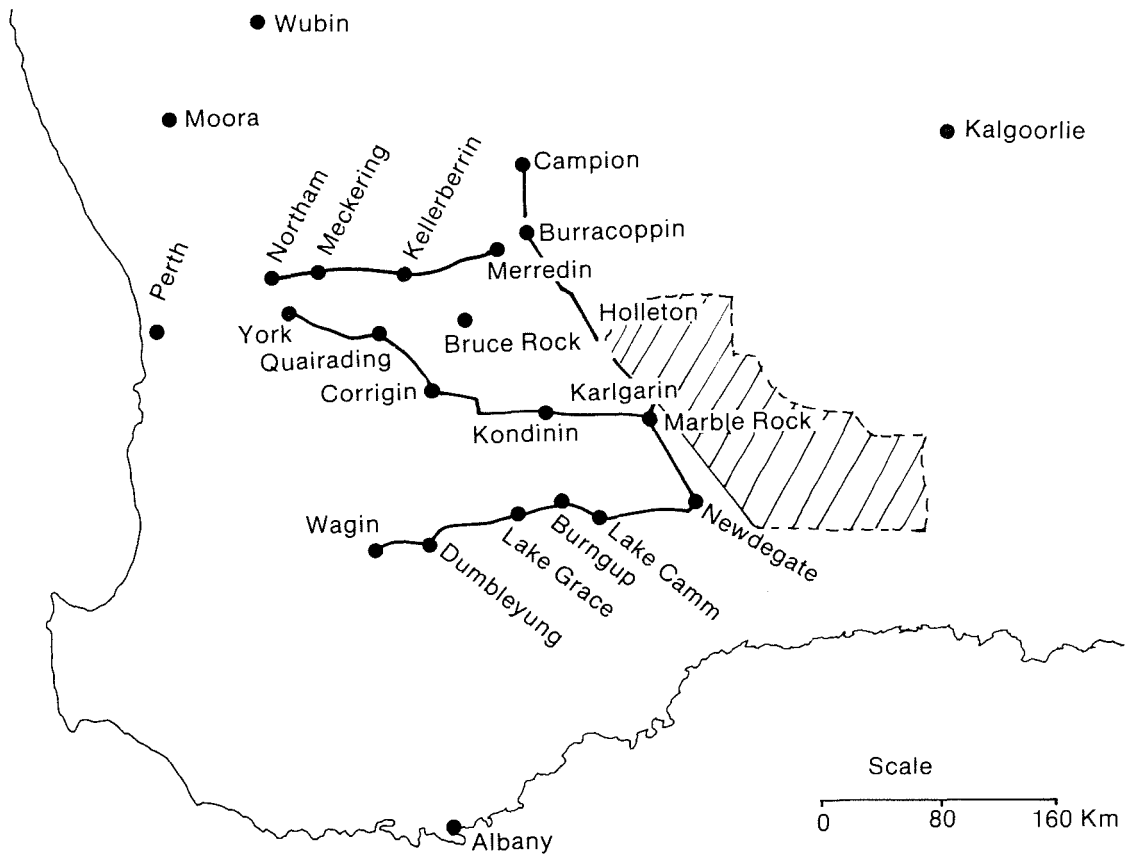 Wubin
Moora
Kalgoorlie
Campion
Northam
Meckering
Kellerberrin
Burracoppin
Merredin
Perth
Holleton
York
Bruce Rock
Quairading
Corrigin
Karlgarin
Marble Rock
Kondinin
Wagin
Newdegate
Dumbleyung
Lake Grace
Burngup
Lake Camm
Scale
0 80 160 Km
Albany